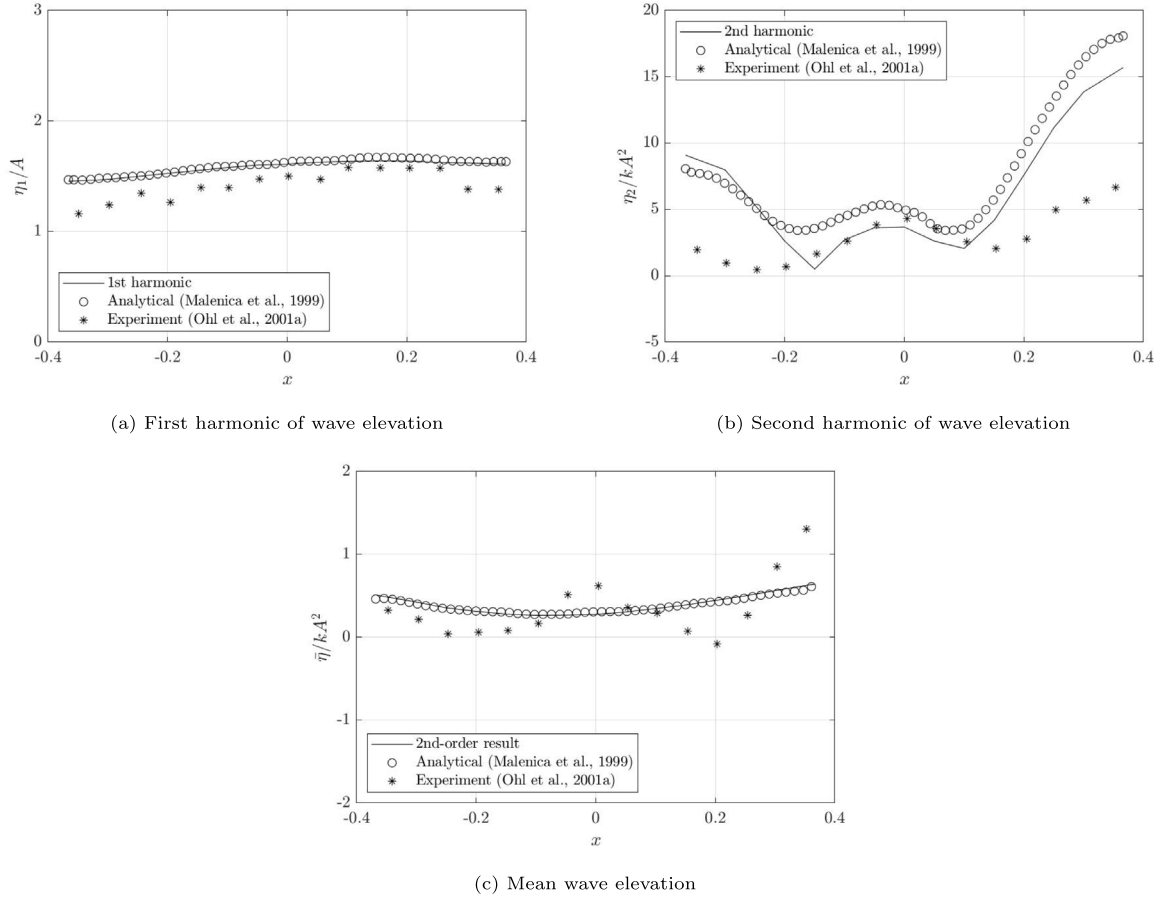 3
2
1
0
-0.4
-0.2
0
0.2
0.4
η₁/A
x
1st harmonic
Analytical (Malenica et al., 1999)
Experiment (Ohl et al., 2001a)
(a) First harmonic of wave elevation
20
15
10
5
0
-5
-0.4
-0.2
0
0.2
0.4
η₂/kA²
x
2nd harmonic
Analytical (Malenica et al., 1999)
Experiment (Ohl et al., 2001a)
(b) Second harmonic of wave elevation
2
1
0
-1
-2
-0.4
-0.2
0
0.2
0.4
η̄/kA²
x
2nd-order result
Analytical (Malenica et al., 1999)
Experiment (Ohl et al., 2001a)
(c) Mean wave elevation